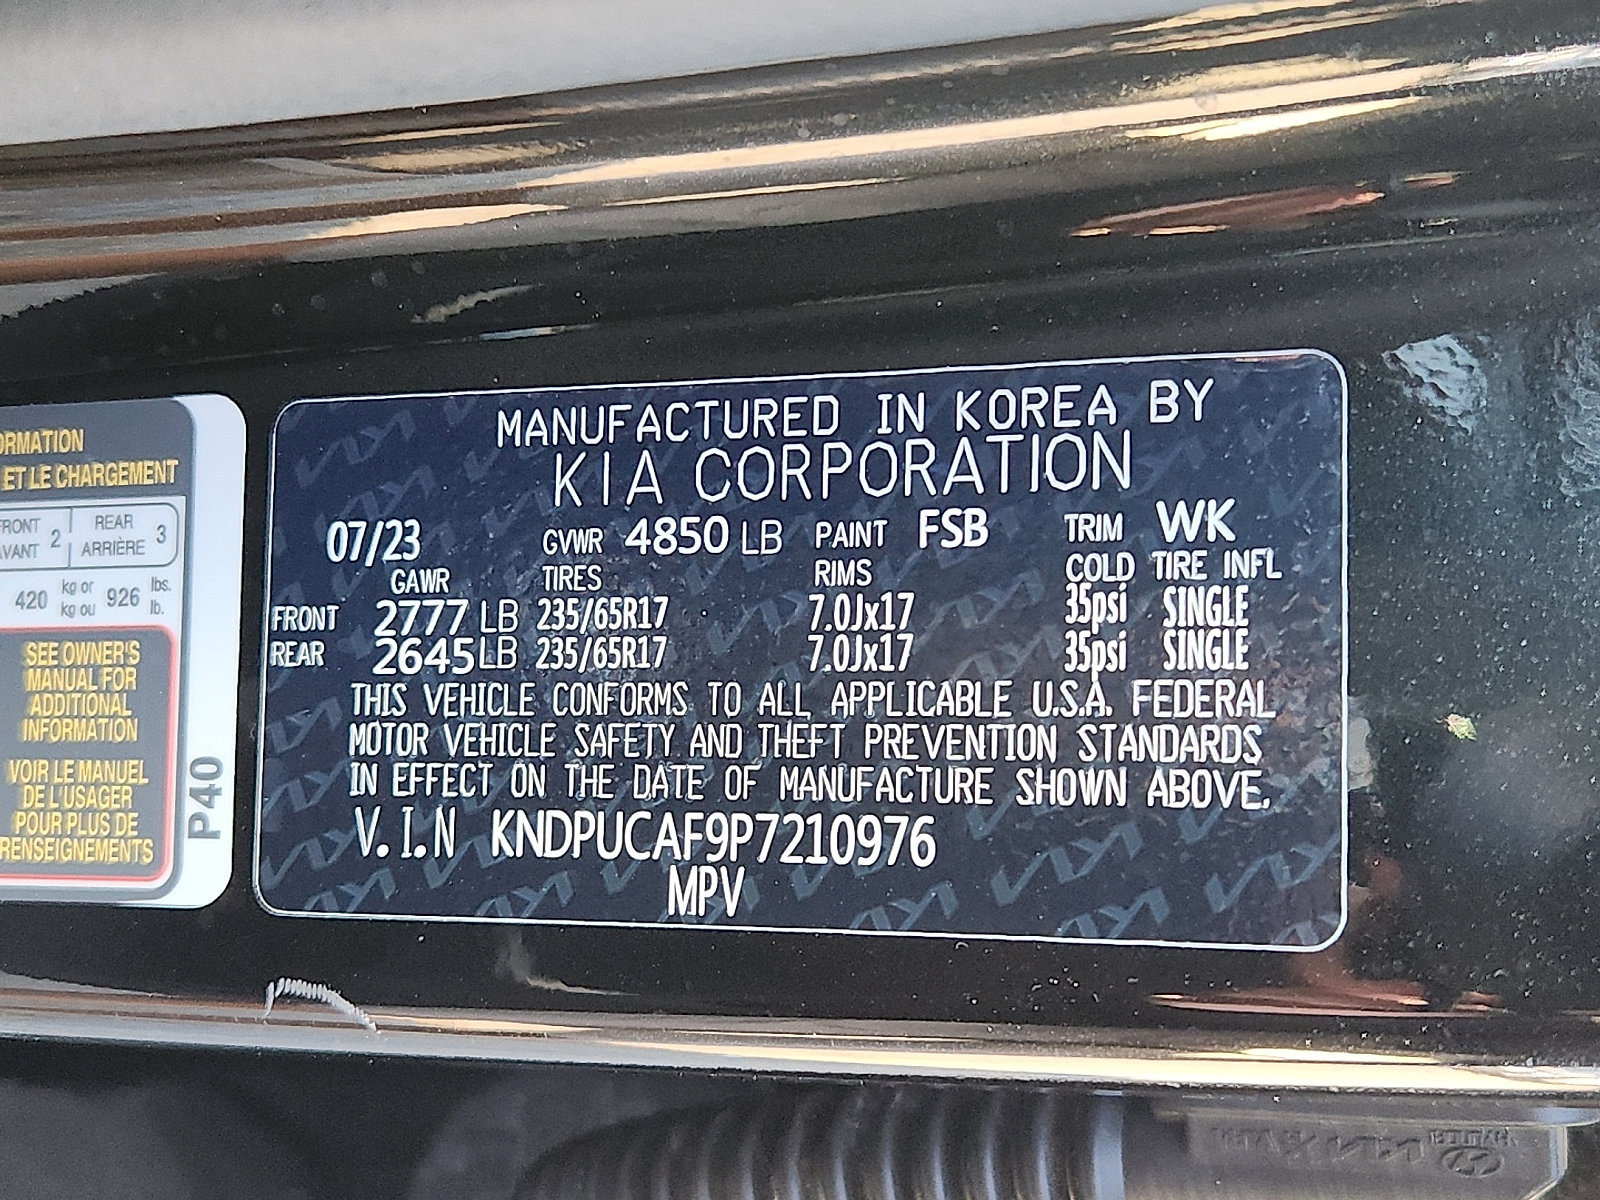 ORMATION
ET LE CHARGEMENT
FRONT 2 REAR 3
AVANT ARRIÈRE
420 kg or 926 lbs.
kg ou lb.
SEE OWNER'S
MANUAL FOR
ADDITIONAL
INFORMATION
VOIR LE MANUEL
DE L'USAGER
POUR PLUS DE
RENSEIGNEMENTS
P40
MANUFACTURED IN KOREA BY
KIA CORPORATION
07/23 GVWR 4850 LB PAINT FSB TRIM WK
GAWR TIRES RIMS COLD TIRE INFL
FRONT 2777 LB 235/65R17 7.0Jx17 35psi SINGLE
REAR 2645 LB 235/65R17 7.0Jx17 35psi SINGLE
THIS VEHICLE CONFORMS TO ALL APPLICABLE U.S.A. FEDERAL
MOTOR VEHICLE SAFETY AND THEFT PREVENTION STANDARDS
IN EFFECT ON THE DATE OF MANUFACTURE SHOWN ABOVE.
V.I.N KNDPUCAF9P7210976
MPV